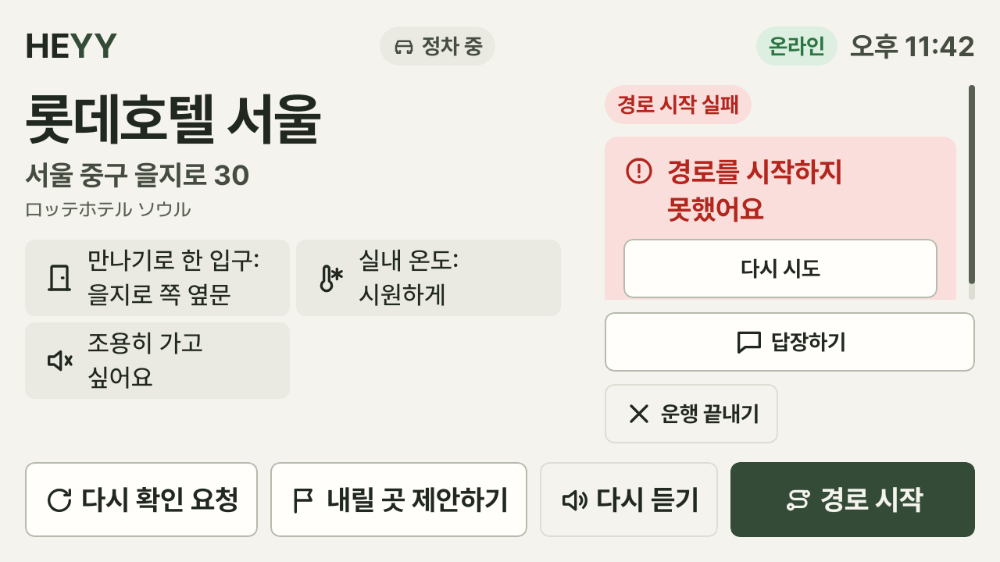 HEYY
정차 중
온라인
오후 11:42
롯데호텔 서울
서울 중구 을지로 30
ロッテホテル ソウル
만나기로 한 입구:
을지로 쪽 옆문
실내 온도:
시원하게
조용히 가고
싶어요
경로 시작 실패
경로를 시작하지
못했어요
다시 시도
답장하기
운행 끝내기
다시 확인 요청
내릴 곳 제안하기
다시 듣기
경로 시작